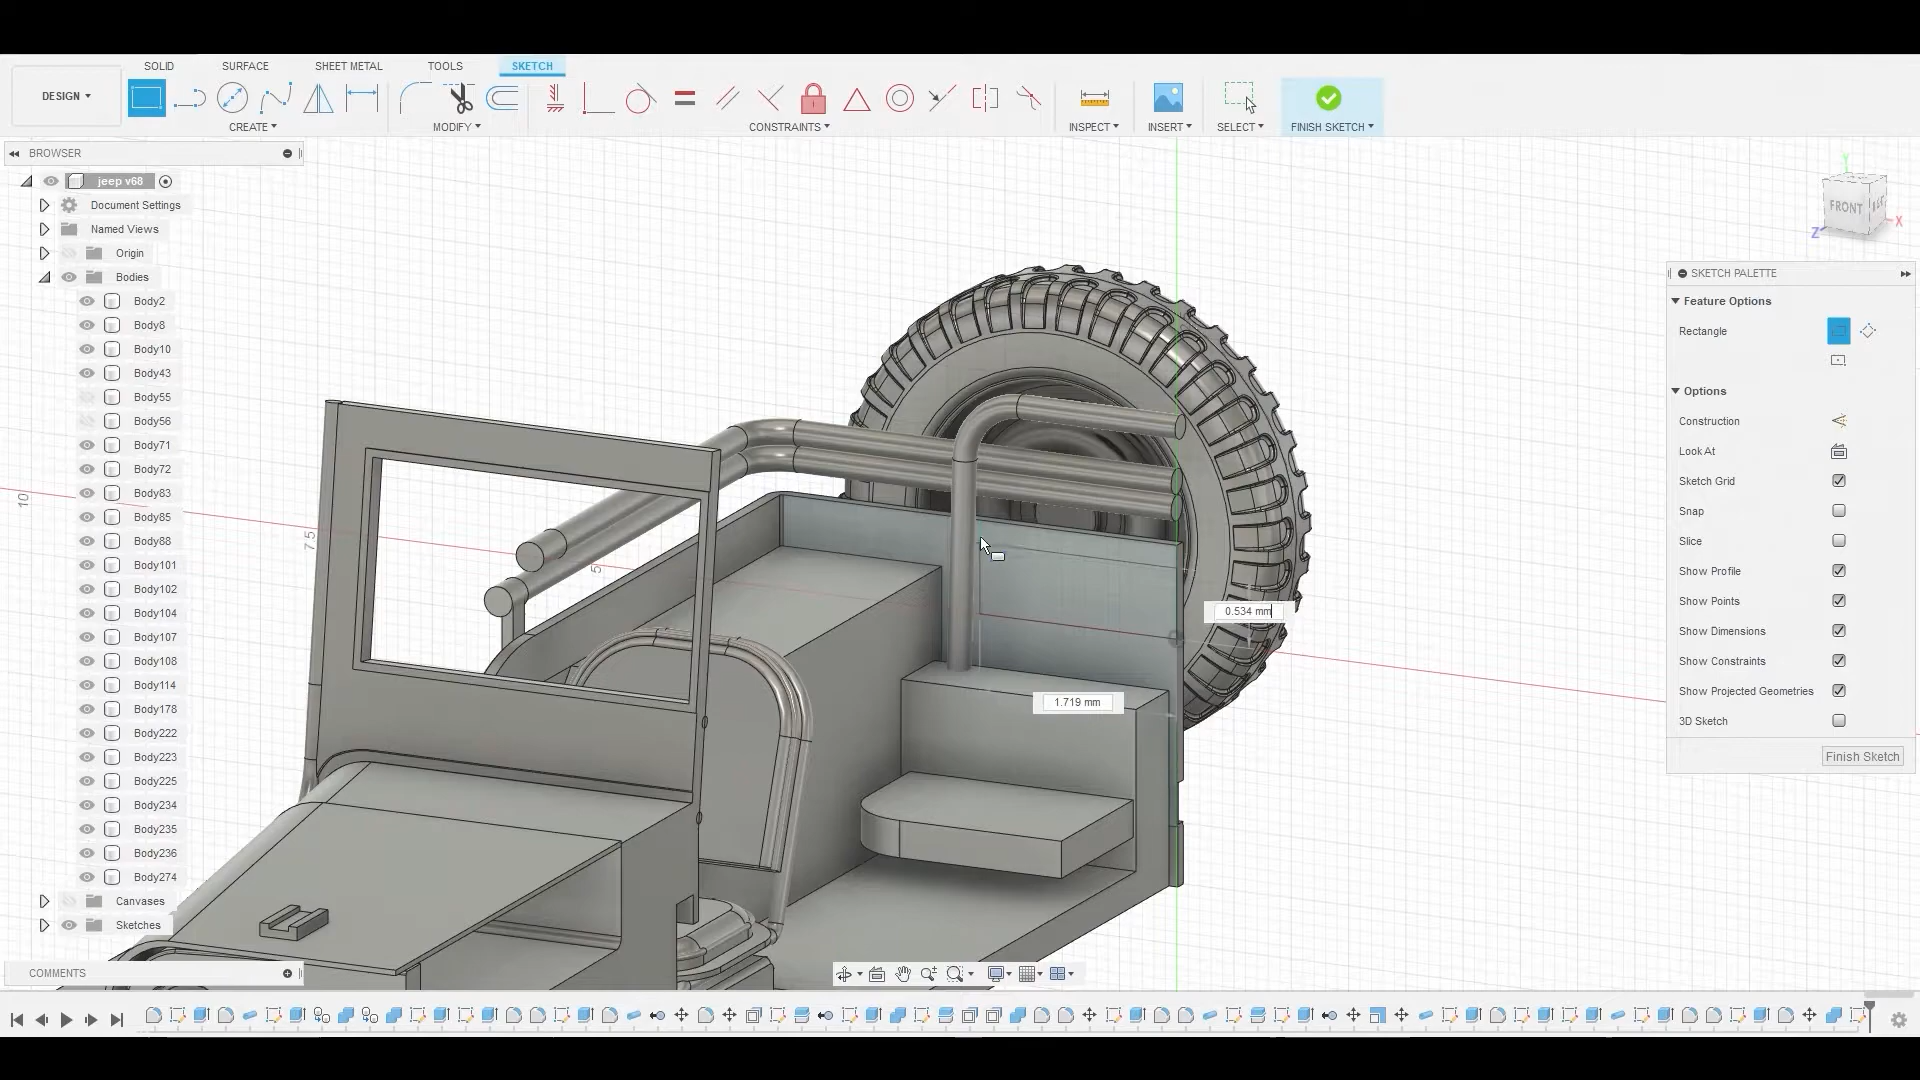 SOLID SURFACE SHEET METAL TOOLS SKETCH
DESIGN
CREATE MODIFY CONSTRAINTS INSPECT INSERT SELECT FINISH SKETCH
BROWSER
jeep v68
Document Settings
Named Views
Origin
Bodies
Body2
Body8
Body10
Body43
Body55
Body56
Body71
Body72
Body83
Body85
Body88
Body101
Body102
Body104
Body107
Body108
Body114
Body178
Body222
Body223
Body225
Body234
Body235
Body236
Body274
Canvases
Sketches
COMMENTS
10
7.5
5
0.534 mm
1.719 mm
Y
FRONT
X
Z
SKETCH PALETTE
Feature Options
Rectangle
Options
Construction
Look At
Sketch Grid
Snap
Slice
Show Profile
Show Points
Show Dimensions
Show Constraints
Show Projected Geometries
3D Sketch
Finish Sketch